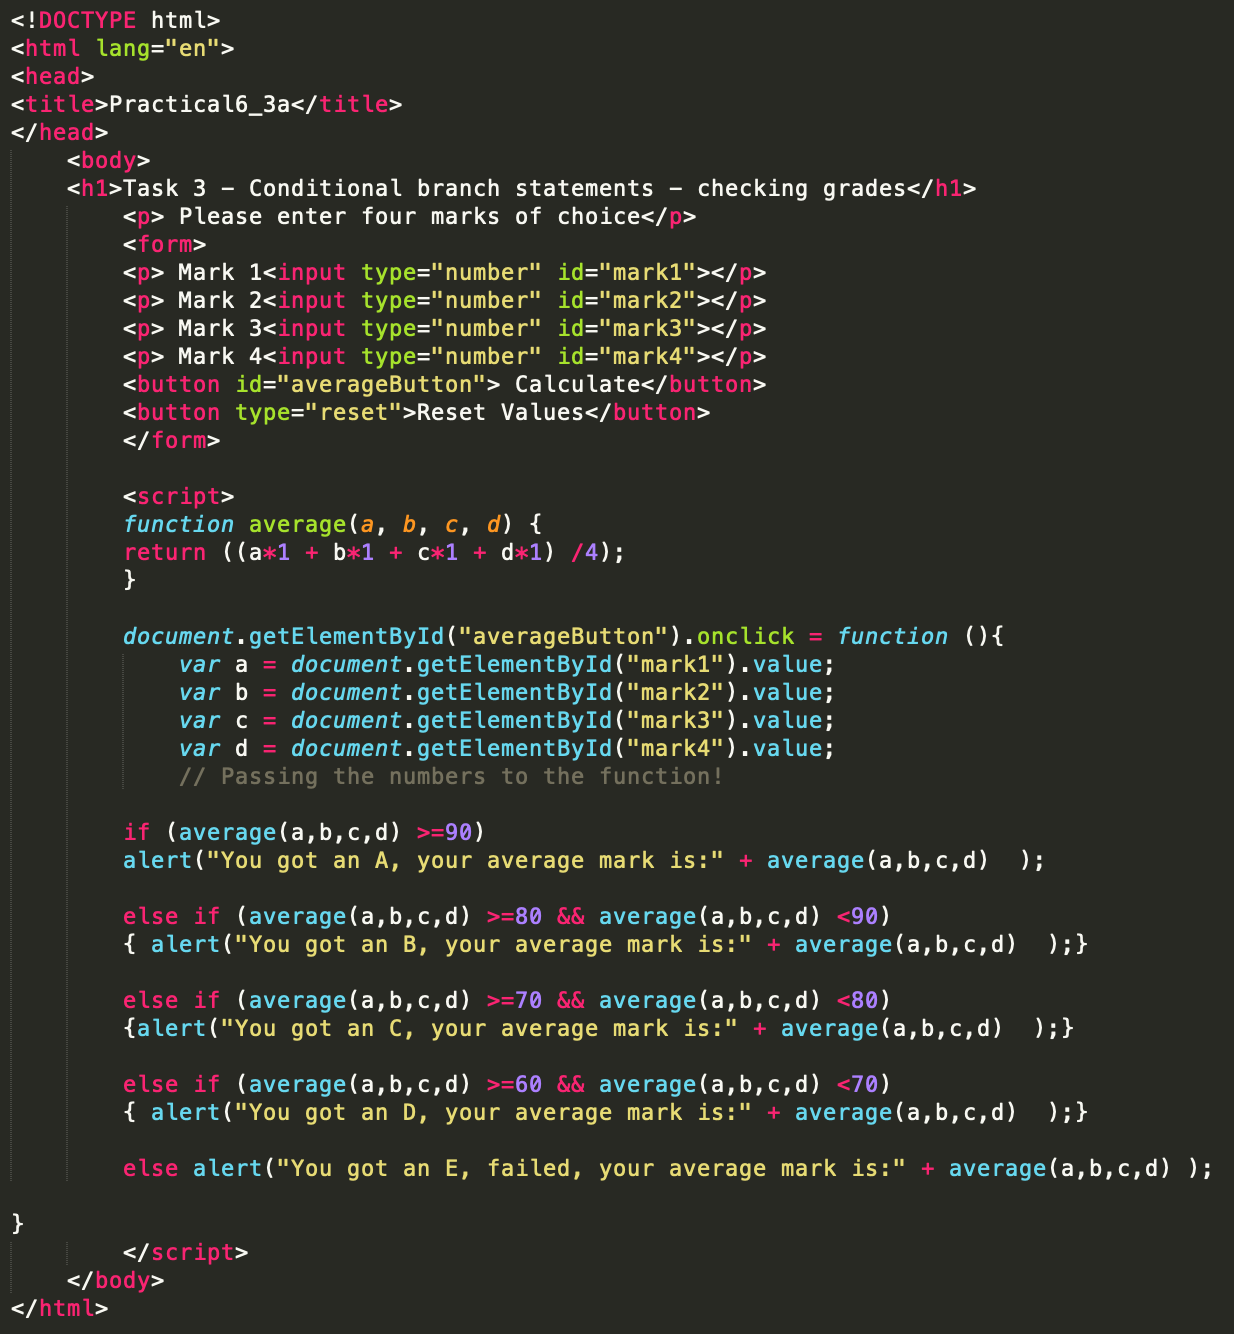 <!DOCTYPE html>
<html lang="en">
<head>
<title>Practical6_3a</title>
</head>
    <body>
    <h1>Task 3 – Conditional branch statements – checking grades</h1>
        <p> Please enter four marks of choice</p>
        <form>
        <p> Mark 1<input type="number" id="mark1"></p>
        <p> Mark 2<input type="number" id="mark2"></p>
        <p> Mark 3<input type="number" id="mark3"></p>
        <p> Mark 4<input type="number" id="mark4"></p>
        <button id="averageButton"> Calculate</button>
        <button type="reset">Reset Values</button>
        </form>

        <script>
        function average(a, b, c, d) {
        return ((a*1 + b*1 + c*1 + d*1) /4);
        }

        document.getElementById("averageButton").onclick = function (){
            var a = document.getElementById("mark1").value;
            var b = document.getElementById("mark2").value;
            var c = document.getElementById("mark3").value;
            var d = document.getElementById("mark4").value;
            // Passing the numbers to the function!

        if (average(a,b,c,d) >=90)
        alert("You got an A, your average mark is:" + average(a,b,c,d)  );

        else if (average(a,b,c,d) >=80 && average(a,b,c,d) <90)
        { alert("You got an B, your average mark is:" + average(a,b,c,d)  );}

        else if (average(a,b,c,d) >=70 && average(a,b,c,d) <80)
        {alert("You got an C, your average mark is:" + average(a,b,c,d)  );}

        else if (average(a,b,c,d) >=60 && average(a,b,c,d) <70)
        { alert("You got an D, your average mark is:" + average(a,b,c,d)  );}

        else alert("You got an E, failed, your average mark is:" + average(a,b,c,d) );

}
        </script>
    </body>
</html>